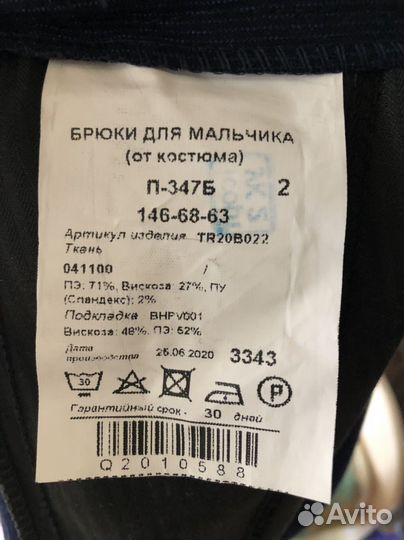 БРЮКИ ДЛЯ МАЛЬЧИКА
(от костюма)
П-347Б 2
146-68-63
Артикул изделия TR20B022
Ткань
041100 /
ПЭ. 71%, Вискоза. 27%, ПУ
(Спандекс); 2%
Подкладка BHFV001
Вискоза: 48%. ПЭ: 52%
Дата
производства 25.06.2020 3343
30 P
Гарантийный срок - 30 дней
Q2010588
Avito